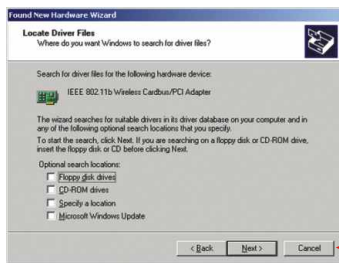 Found New Hardware Wizard
Locate Driver Files
Where do you want Windows to search for driver files?
Search for driver files for the following hardware device:
IEEE 802.11b Wireless Cardbus/PCI Adapter
The wizard searches for suitable drivers in its driver database on your computer and in
any of the following optional search locations that you specify.
To start the search, click Next. If you are searching on a floppy disk or CD-ROM drive,
insert the floppy disk or CD before clicking Next.
Optional search locations:
Floppy disk drives
CD-ROM drives
Specify a location
Microsoft Windows Update
< Back
Next >
Cancel